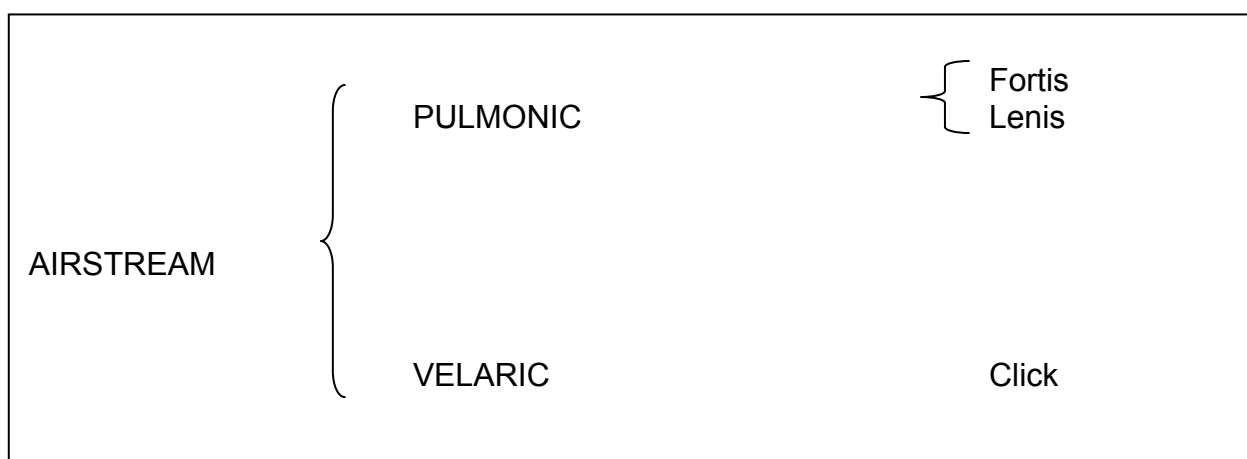 Fortis
PULMONIC
Lenis
AIRSTREAM
VELARIC Click